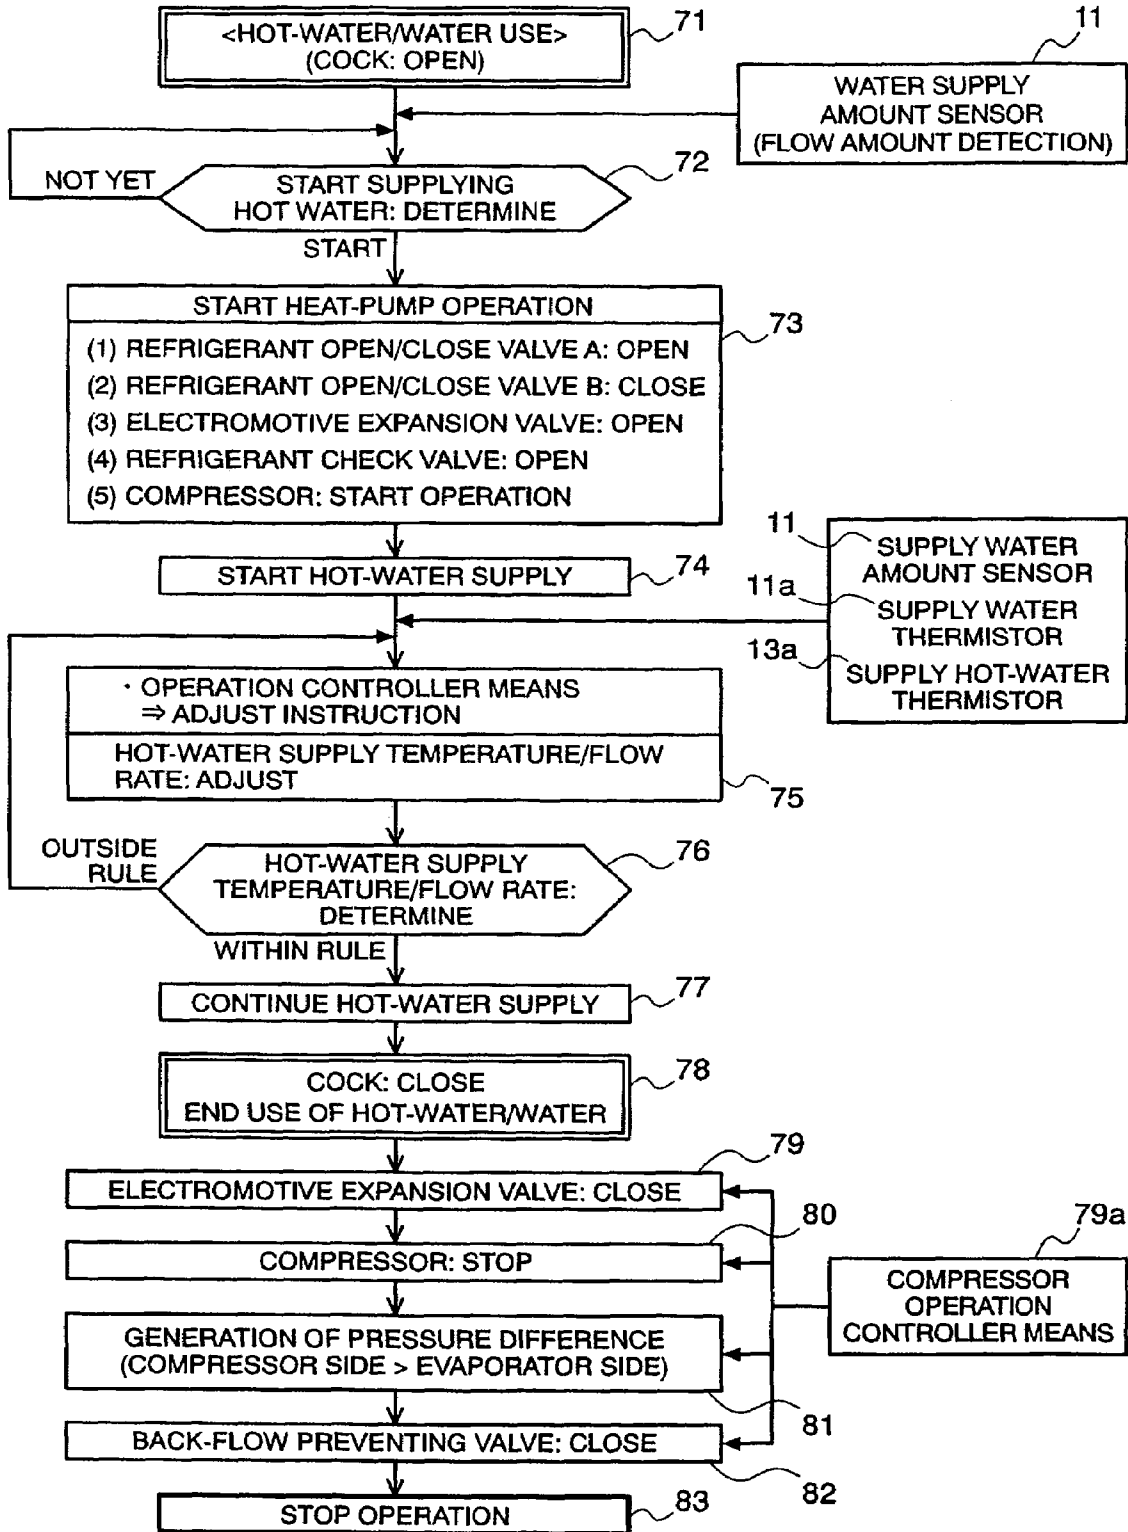 <HOT-WATER/WATER USE>
(COCK: OPEN)
71
11
WATER SUPPLY
AMOUNT SENSOR
(FLOW AMOUNT DETECTION)
NOT YET
START SUPPLYING
HOT WATER: DETERMINE
72
START
START HEAT-PUMP OPERATION
73
(1) REFRIGERANT OPEN/CLOSE VALVE A: OPEN
(2) REFRIGERANT OPEN/CLOSE VALVE B: CLOSE
(3) ELECTROMOTIVE EXPANSION VALVE: OPEN
(4) REFRIGERANT CHECK VALVE: OPEN
(5) COMPRESSOR: START OPERATION
START HOT-WATER SUPPLY
74
11
SUPPLY WATER
AMOUNT SENSOR
11a
SUPPLY WATER
THERMISTOR
13a
SUPPLY HOT-WATER
THERMISTOR
· OPERATION CONTROLLER MEANS
⇒ ADJUST INSTRUCTION
HOT-WATER SUPPLY TEMPERATURE/FLOW
RATE: ADJUST
75
OUTSIDE
RULE
HOT-WATER SUPPLY
TEMPERATURE/FLOW RATE:
DETERMINE
76
WITHIN RULE
CONTINUE HOT-WATER SUPPLY
77
COCK: CLOSE
END USE OF HOT-WATER/WATER
78
ELECTROMOTIVE EXPANSION VALVE: CLOSE
79
COMPRESSOR: STOP
80
79a
COMPRESSOR
OPERATION
CONTROLLER MEANS
GENERATION OF PRESSURE DIFFERENCE
(COMPRESSOR SIDE > EVAPORATOR SIDE)
81
BACK-FLOW PREVENTING VALVE: CLOSE
82
STOP OPERATION
83